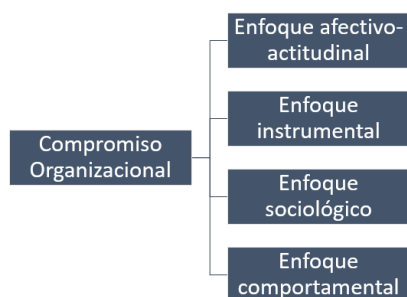 Compromiso
Organizacional
Enfoque afectivo-
actitudinal
Enfoque
instrumental
Enfoque
sociológico
Enfoque
comportamental